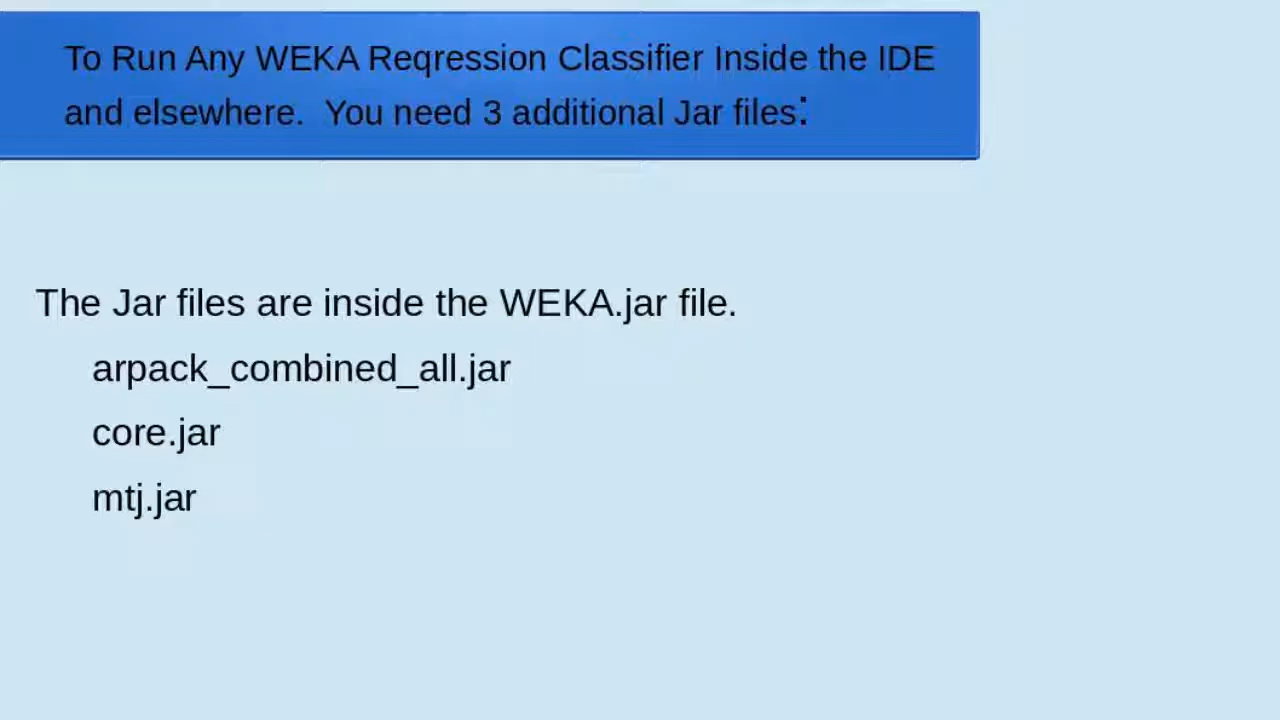 To Run Any WEKA Reqression Classifier Inside the IDE
and elsewhere.  You need 3 additional Jar files:
The Jar files are inside the WEKA.jar file.
arpack_combined_all.jar
core.jar
mtj.jar